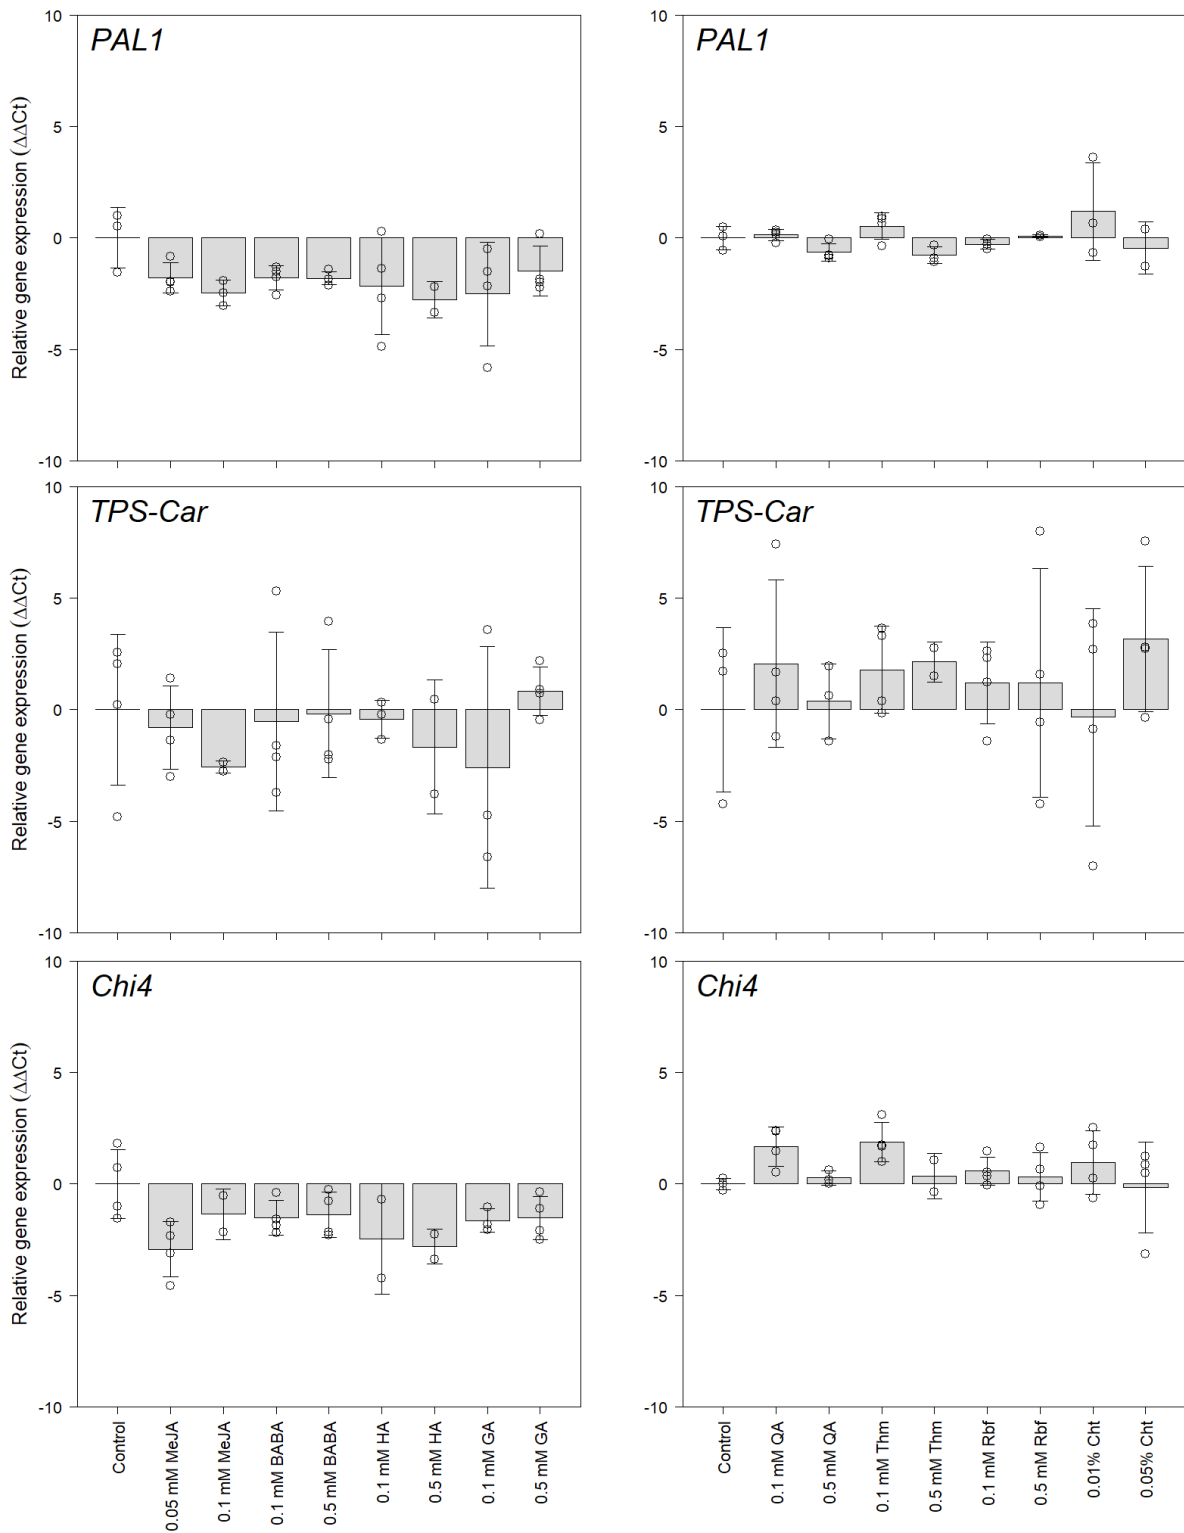 PAL1
PAL1
Relative gene expression (ΔΔCt)
10
5
0
-5
-10
10
5
0
-5
-10
TPS-Car
TPS-Car
Relative gene expression (ΔΔCt)
10
5
0
-5
-10
10
5
0
-5
-10
Chi4
Chi4
Relative gene expression (ΔΔCt)
10
5
0
-5
-10
10
5
0
-5
-10
Control
0.05 mM MeJA
0.1 mM MeJA
0.1 mM BABA
0.5 mM BABA
0.1 mM HA
0.5 mM HA
0.1 mM GA
0.5 mM GA
Control
0.1 mM QA
0.5 mM QA
0.1 mM Thm
0.5 mM Thm
0.1 mM Rbf
0.5 mM Rbf
0.01% Cht
0.05% Cht